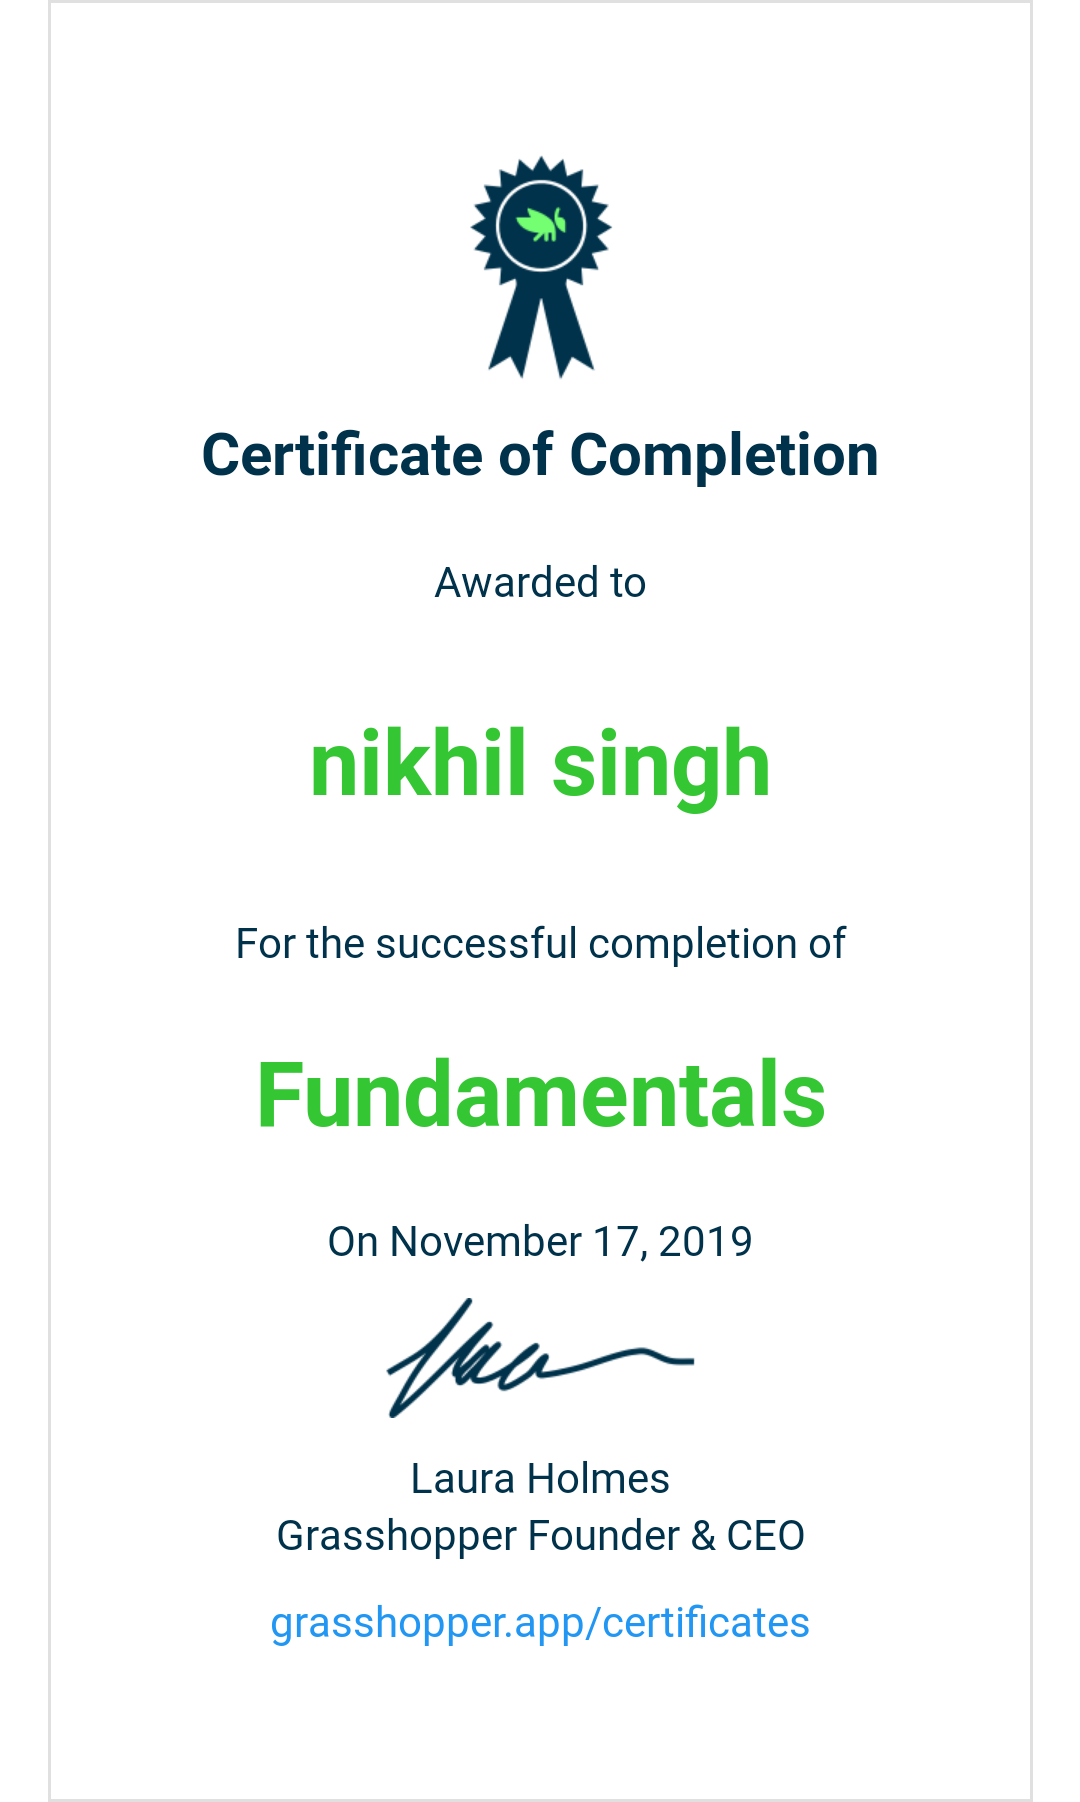 Certificate of Completion
Awarded to
nikhil singh
For the successful completion of
Fundamentals
On November 17, 2019
Laura Holmes
Grasshopper Founder & CEO
grasshopper.app/certificates